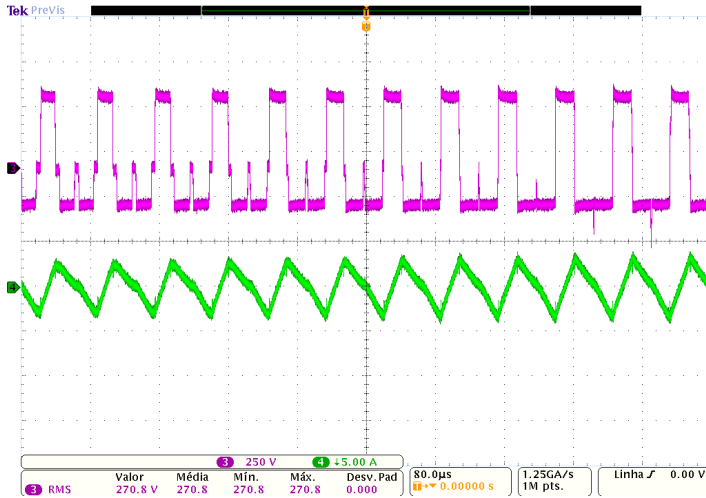 Tek PreVis
T
3
4
3 250 V 4 ↓5.00 A
Valor Média Mín. Máx. Desv.Pad
3 RMS 270.8 V 270.8 270.8 270.8 0.000
80.0µs
T→▼ 0.00000 s
1.25GA/s
1M pts.
Linha ⎍ 0.00 V